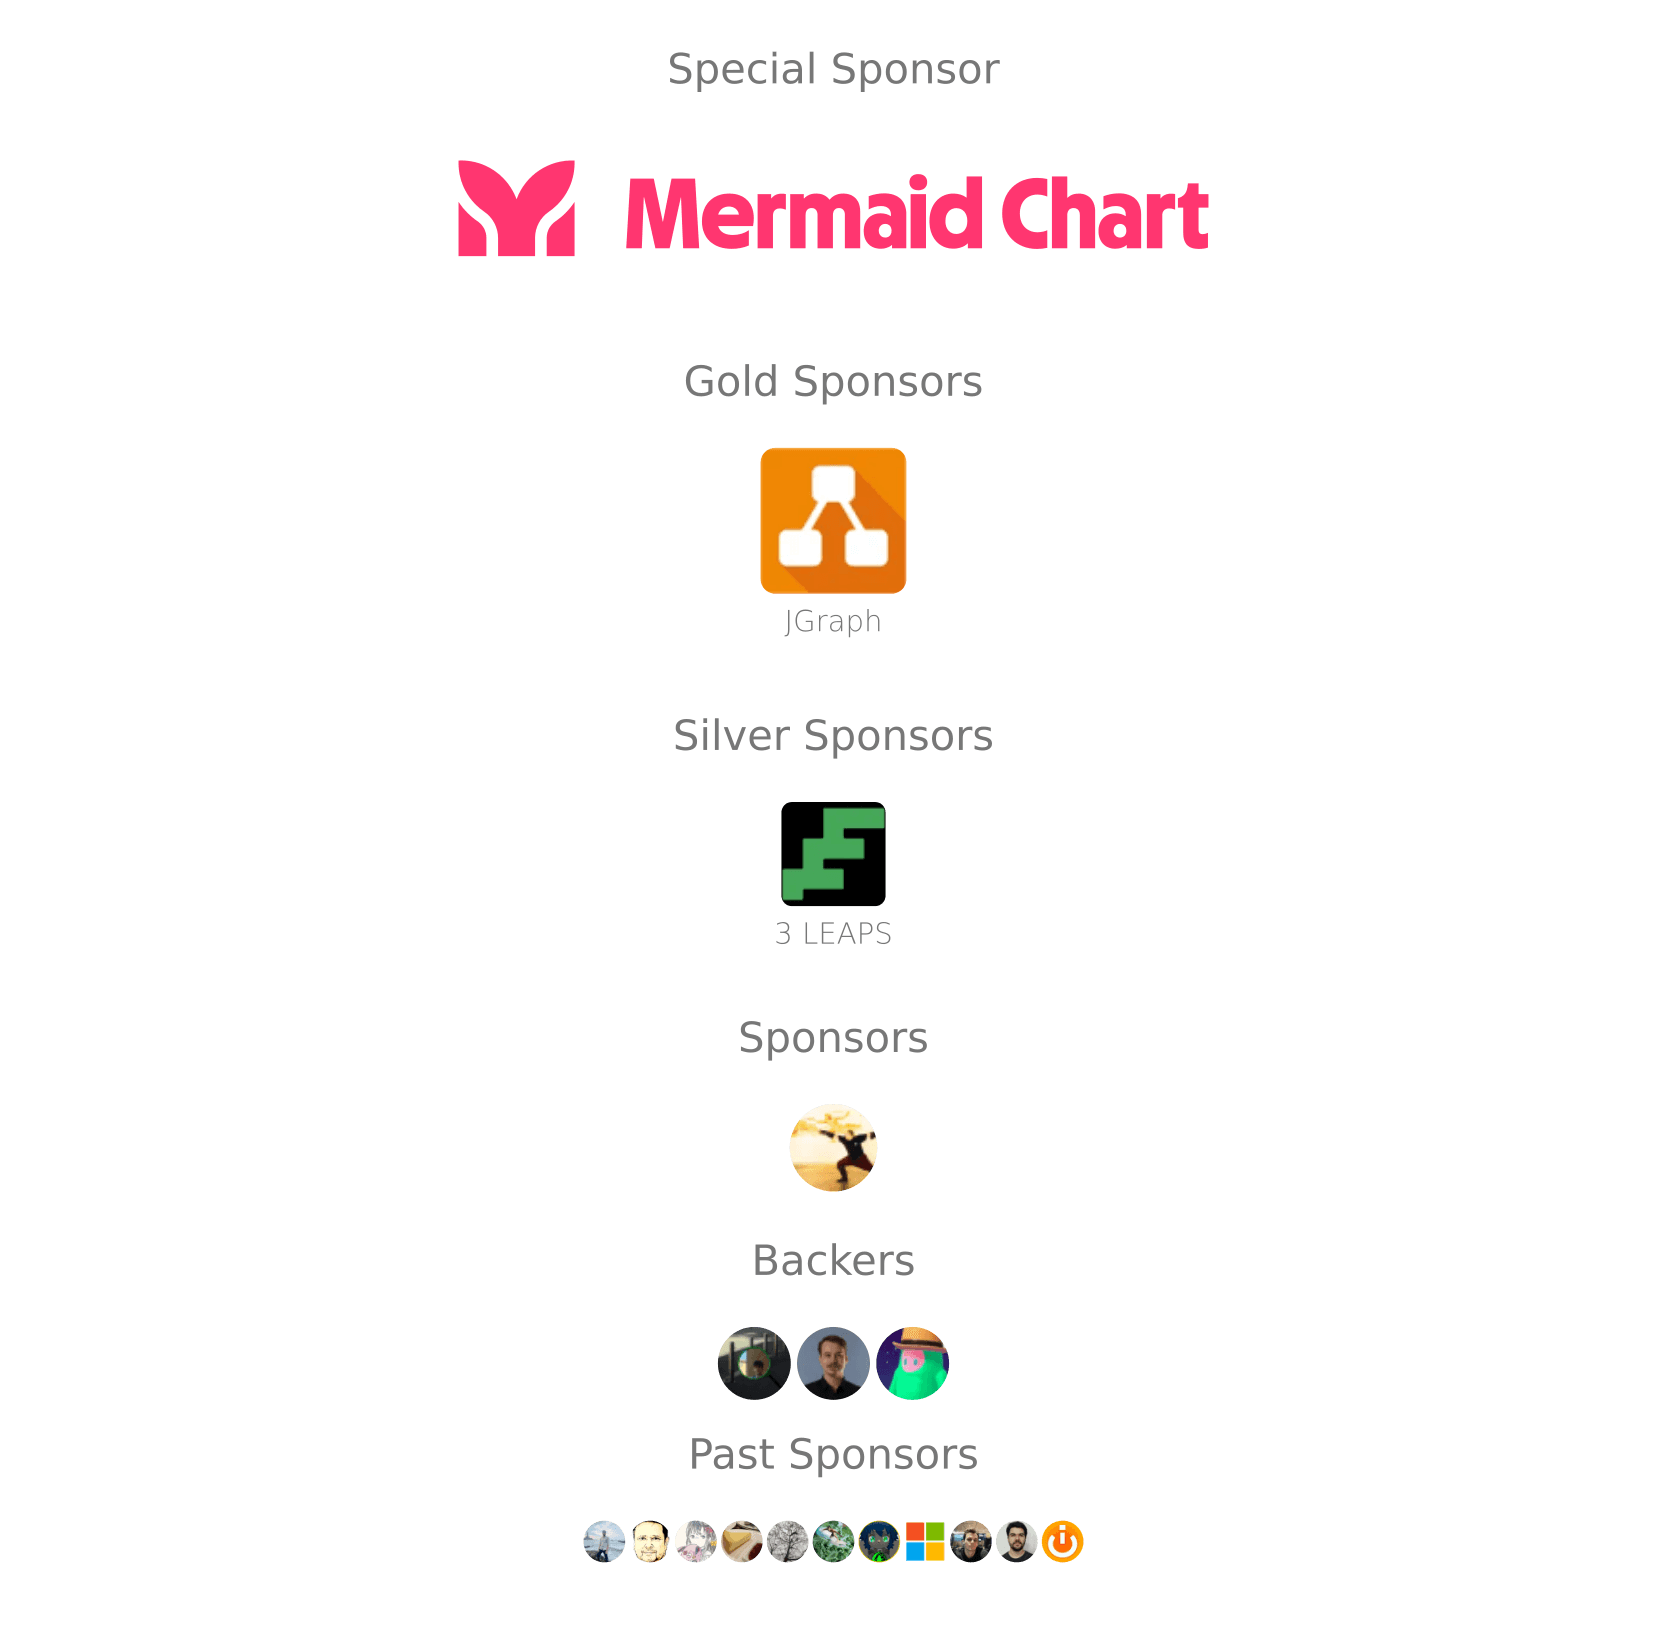 Special Sponsor
Mermaid Chart
Gold Sponsors
JGraph
Silver Sponsors
3 LEAPS
Sponsors
Backers
Past Sponsors